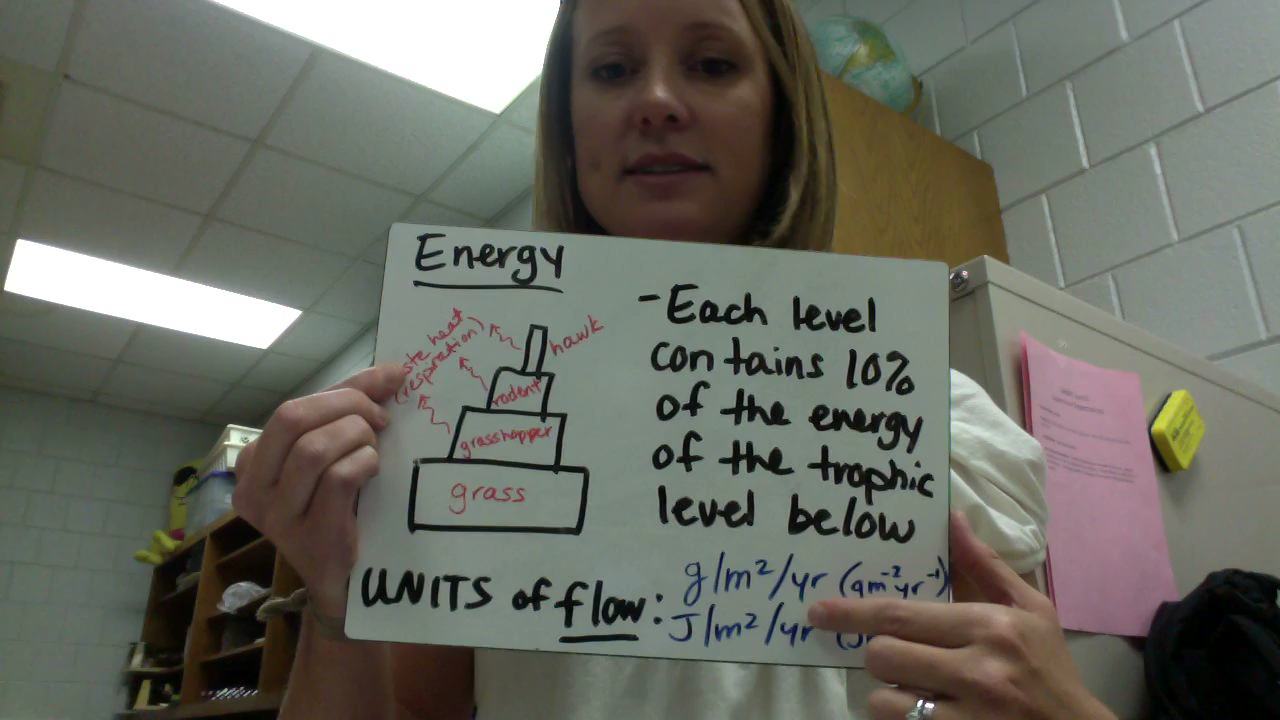 Energy
heat
(respiration)
hawk
rodent
grasshopper
grass
-Each level
contains 10%
of the energy
of the trophic
level below
UNITS of flow: g/m²/yr (gm⁻²yr⁻¹)
J/m²/yr